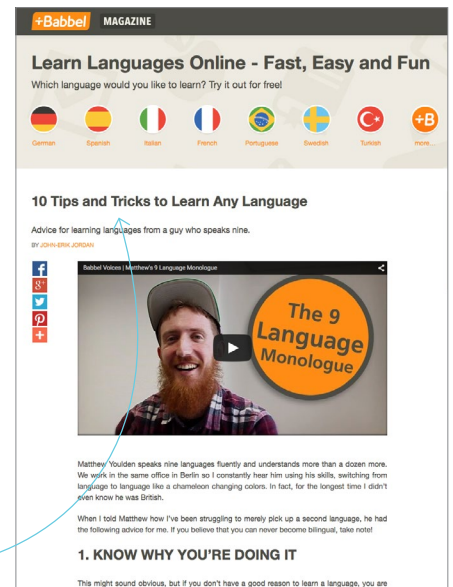 +Babbel MAGAZINE
Learn Languages Online - Fast, Easy and Fun
Which language would you like to learn? Try it out for free!
German Spanish Italian French Portuguese Swedish Turkish more...
+B
10 Tips and Tricks to Learn Any Language
Advice for learning languages from a guy who speaks nine.
BY JOHN-ERIK JORDAN
Babbel Voices | Matthew's 9 Language Monologue
The 9
Language
Monologue
Matthew Youlden speaks nine languages fluently and understands more than a dozen more.
We work in the same office in Berlin so I constantly hear him using his skills, switching from
language to language like a chameleon changing colors. In fact, for the longest time I didn't
even know he was British.
When I told Matthew how I've been struggling to merely pick up a second language, he had
the following advice for me. If you believe that you can never become bilingual, take note!
1. KNOW WHY YOU'RE DOING IT
This might sound obvious, but if you don't have a good reason to learn a language, you are